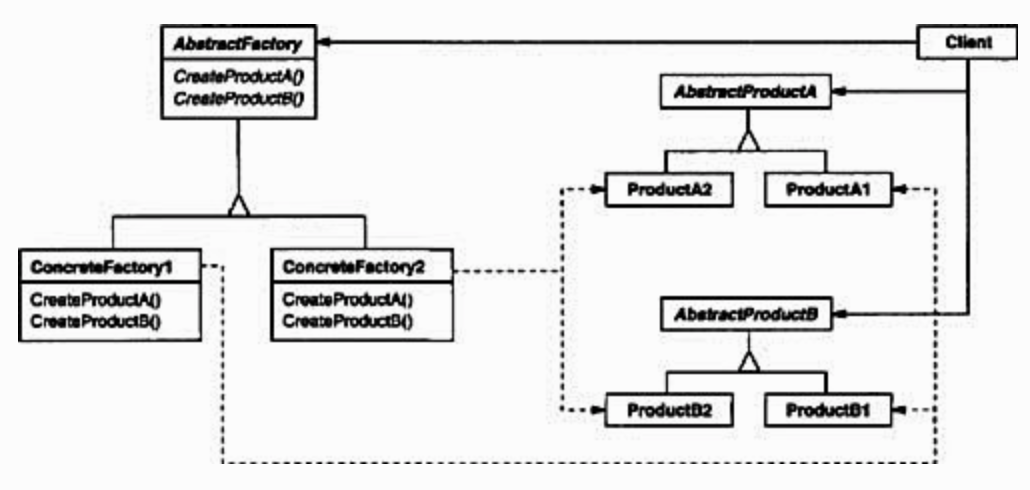 AbstractFactory
CreateProductA()
CreateProductB()
Client
AbstractProductA
ProductA2
ProductA1
ConcreteFactory1
CreateProductA()
CreateProductB()
ConcreteFactory2
CreateProductA()
CreateProductB()
AbstractProductB
ProductB2
ProductB1